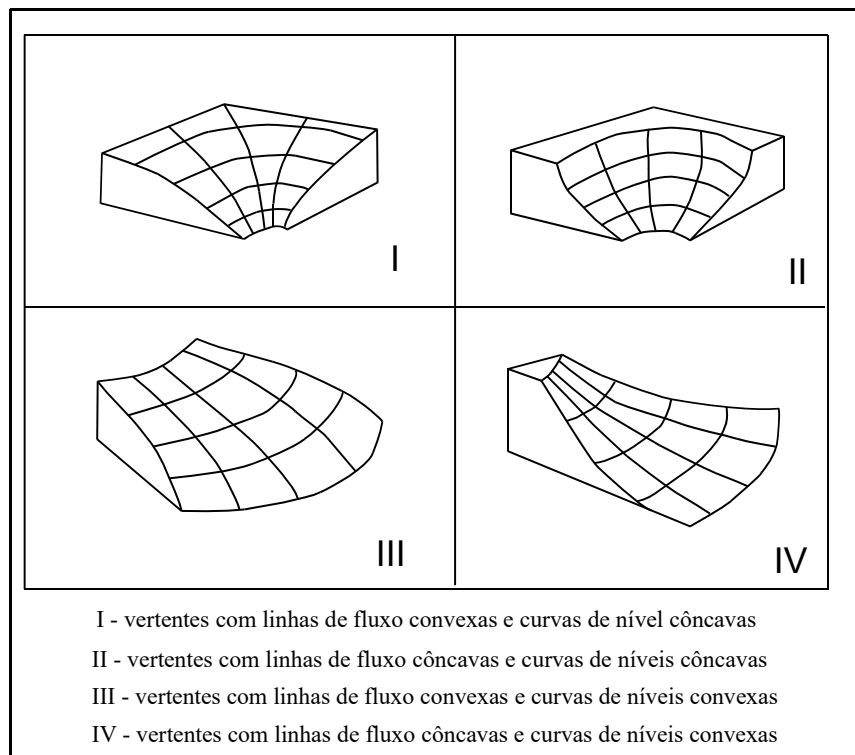 I
II
III
IV
I - vertentes com linhas de fluxo convexas e curvas de nível côncavas
II - vertentes com linhas de fluxo côncavas e curvas de níveis côncavas
III - vertentes com linhas de fluxo convexas e curvas de níveis convexas
IV - vertentes com linhas de fluxo côncavas e curvas de níveis convexas